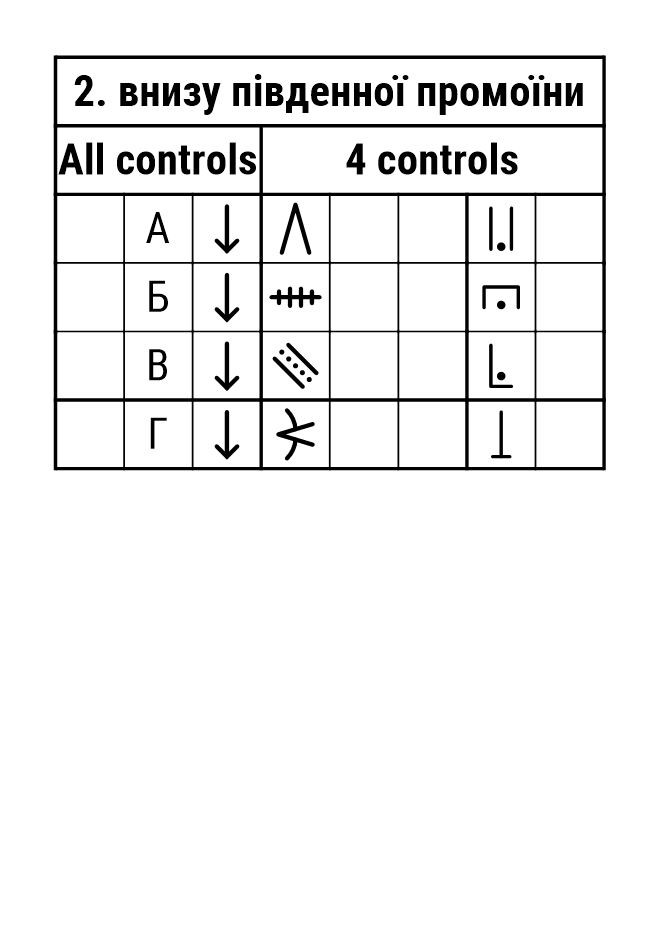 2. внизу південної промоїни
All controls 4 controls
А
Б
В
Г